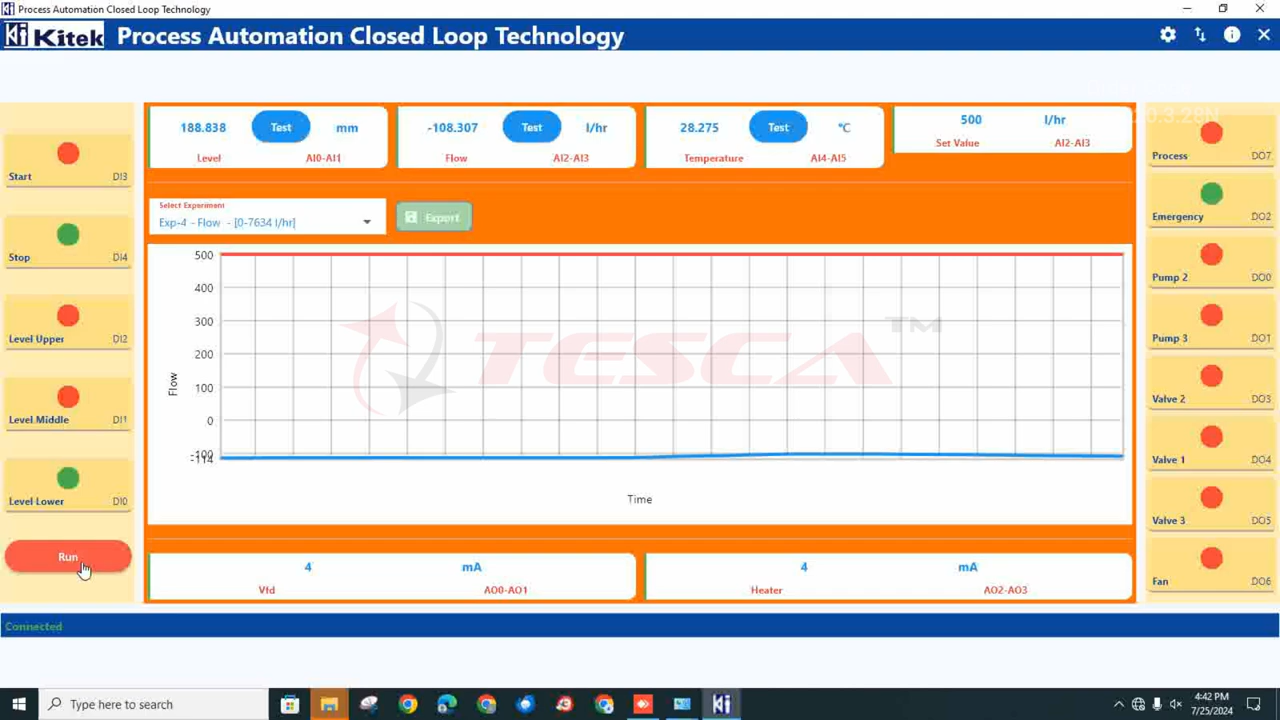 Process Automation Closed Loop Technology
Kitek Process Automation Closed Loop Technology
188.838 Test mm
Level AI0-AI1
-108.307 Test l/hr
Flow AI2-AI3
28.275 Test °C
Temperature AI4-AI5
500 l/hr
Set Value AI2-AI3
Start DI3
Stop DI4
Level Upper DI2
Level Middle DI1
Level Lower DI0
Run
Select Experiment
Exp-4 - Flow - [0-7634 l/hr]
Export
500
400
300
200
100
0
-100
-114
Flow
Time
TESCA™
4 mA
Vfd AO0-AO1
4 mA
Heater AO2-AO3
Process DO7
Emergency DO2
Pump 2 DO0
Pump 3 DO1
Valve 2 DO3
Valve 1 DO4
Valve 3 DO5
Fan DO6
Connected
Type here to search
4:42 PM
7/25/2024